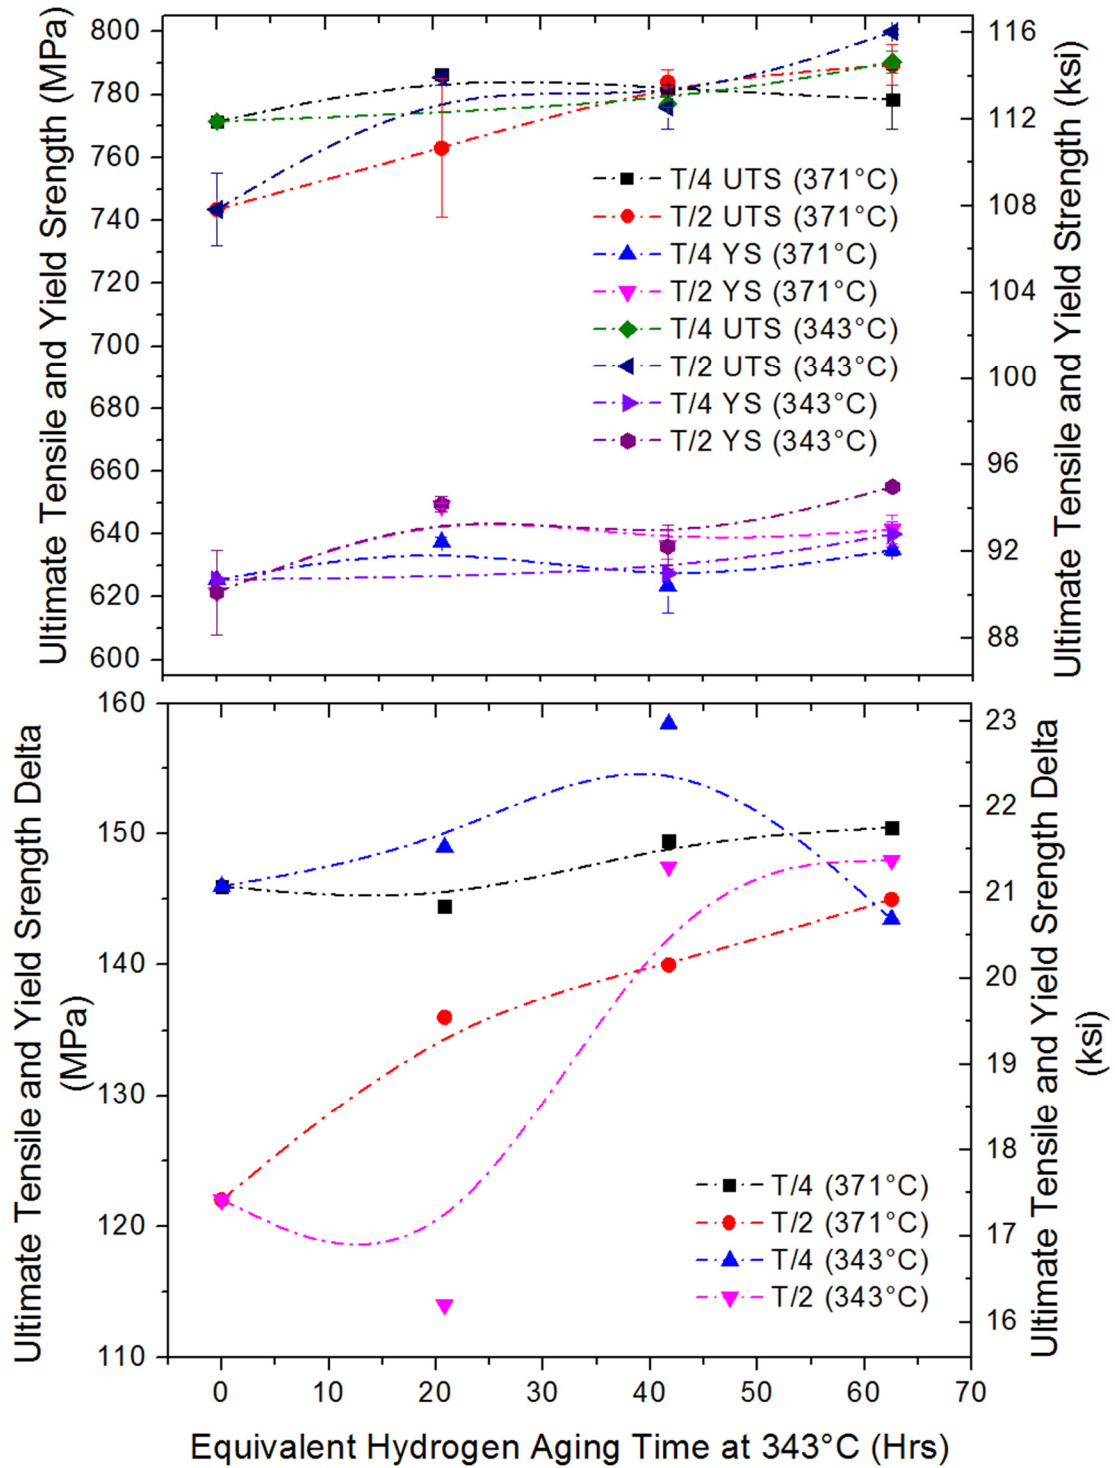 Ultimate Tensile and Yield Strength (MPa)
800
780
760
740
720
700
680
660
640
620
600
116
112
108
104
100
96
92
88
Ultimate Tensile and Yield Strength (ksi)
T/4 UTS (371°C)
T/2 UTS (371°C)
T/4 YS (371°C)
T/2 YS (371°C)
T/4 UTS (343°C)
T/2 UTS (343°C)
T/4 YS (343°C)
T/2 YS (343°C)
Ultimate Tensile and Yield Srength Delta
(MPa)
160
150
140
130
120
110
23
22
21
20
19
18
17
16
Ultimate Tensile and Yield Srength Delta
(ksi)
T/4 (371°C)
T/2 (371°C)
T/4 (343°C)
T/2 (343°C)
0 10 20 30 40 50 60 70
Equivalent Hydrogen Aging Time at 343°C (Hrs)